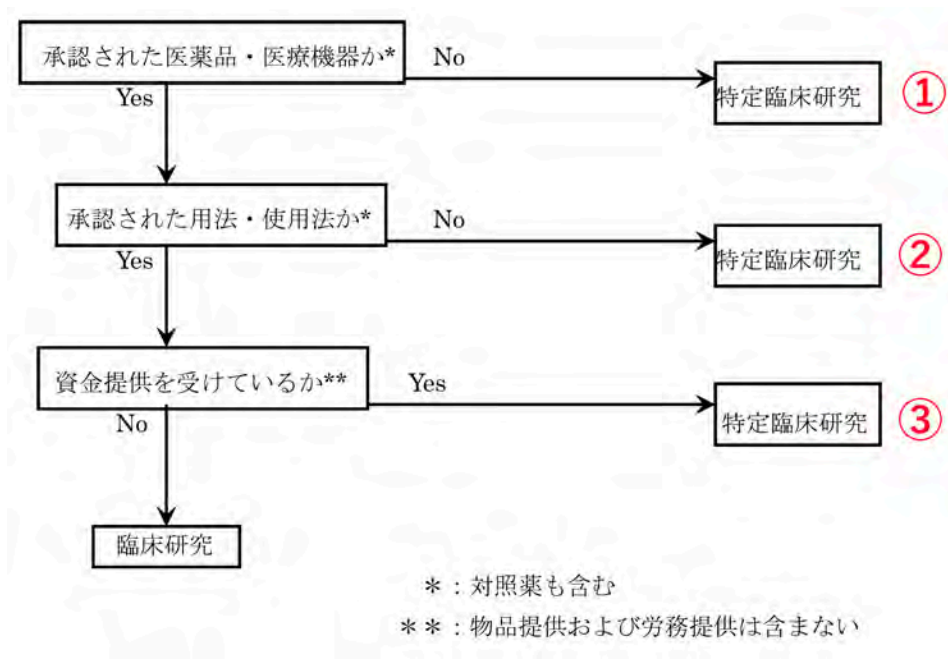 承認された医薬品・医療機器か*
No
Yes
特定臨床研究
①
承認された用法・使用法か*
No
Yes
特定臨床研究
②
資金提供を受けているか**
Yes
No
特定臨床研究
③
臨床研究
＊：対照薬も含む
＊＊：物品提供および労務提供は含まない